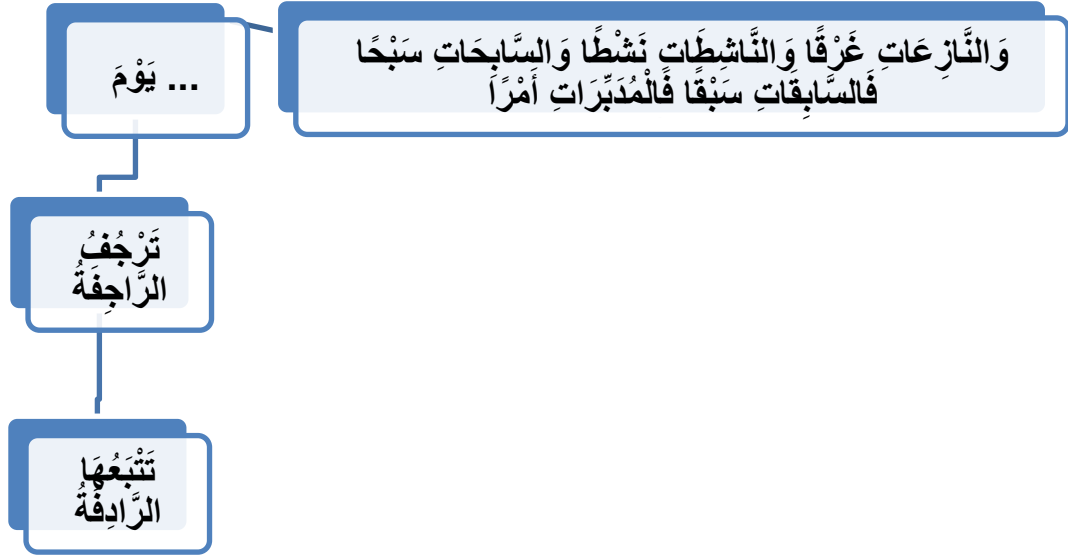 وَالنَّازِعَاتِ غَرْقًا وَالنَّاشِطَاتِ نَشْطًا وَالسَّابِحَاتِ سَبْحًا
فَالسَّابِقَاتِ سَبْقًا فَالْمُدَبِّرَاتِ أَمْرًا
... يَوْمَ
تَرْجُفُ
الرَّاجِفَةُ
تَتْبَعُهَا
الرَّادِفَةُ